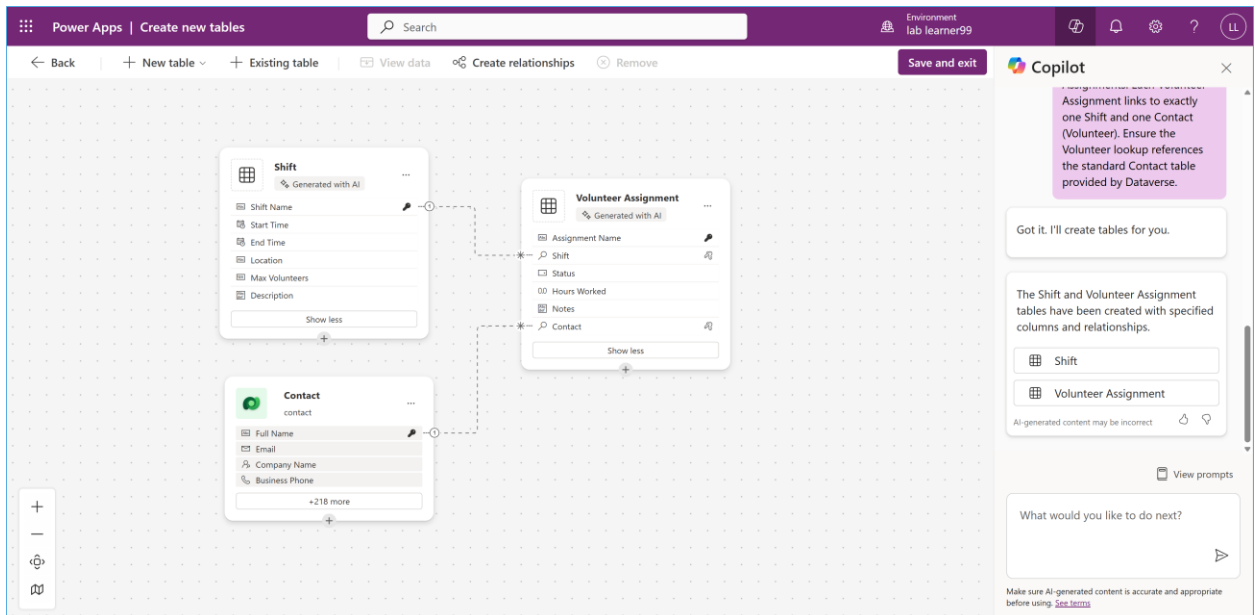 Power Apps | Create new tables
Search
Environment
lab learner99
LL
Back
New table
Existing table
View data
Create relationships
Remove
Save and exit
Shift
Generated with AI
Shift Name
Start Time
End Time
Location
Max Volunteers
Description
Show less
Volunteer Assignment
Generated with AI
Assignment Name
Shift
Status
0.0 Hours Worked
Notes
Contact
Show less
Contact
contact
Full Name
Email
Company Name
Business Phone
+218 more
Copilot
Assignments. Each Volunteer
Assignment links to exactly
one Shift and one Contact
(Volunteer). Ensure the
Volunteer lookup references
the standard Contact table
provided by Dataverse.
Got it. I'll create tables for you.
The Shift and Volunteer Assignment
tables have been created with specified
columns and relationships.
Shift
Volunteer Assignment
AI-generated content may be incorrect
View prompts
What would you like to do next?
Make sure AI-generated content is accurate and appropriate
before using. See terms